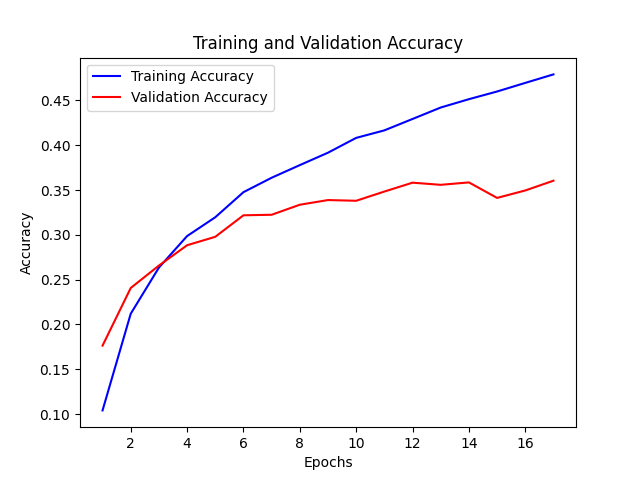 Training and Validation Accuracy
Training Accuracy
Validation Accuracy
0.45
0.40
0.35
0.30
0.25
0.20
0.15
0.10
Accuracy
2 4 6 8 10 12 14 16
Epochs